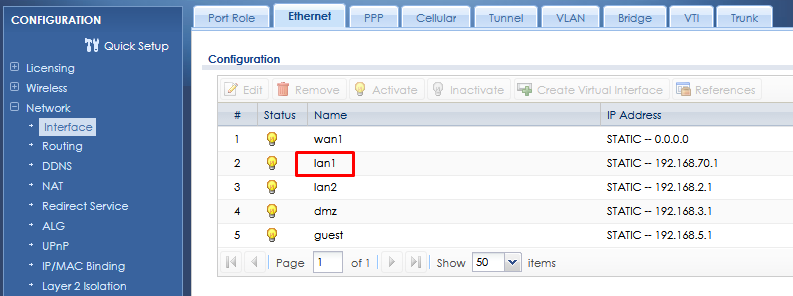 CONFIGURATION
Quick Setup
Licensing
Wireless
Network
Interface
Routing
DDNS
NAT
Redirect Service
ALG
UPnP
IP/MAC Binding
Layer 2 Isolation
Port Role Ethernet PPP Cellular Tunnel VLAN Bridge VTI Trunk
Configuration
Edit Remove Activate Inactivate Create Virtual Interface References
# Status Name IP Address
1 wan1 STATIC -- 0.0.0.0
2 lan1 STATIC -- 192.168.70.1
3 lan2 STATIC -- 192.168.2.1
4 dmz STATIC -- 192.168.3.1
5 guest STATIC -- 192.168.5.1
Page 1 of 1 Show 50 items